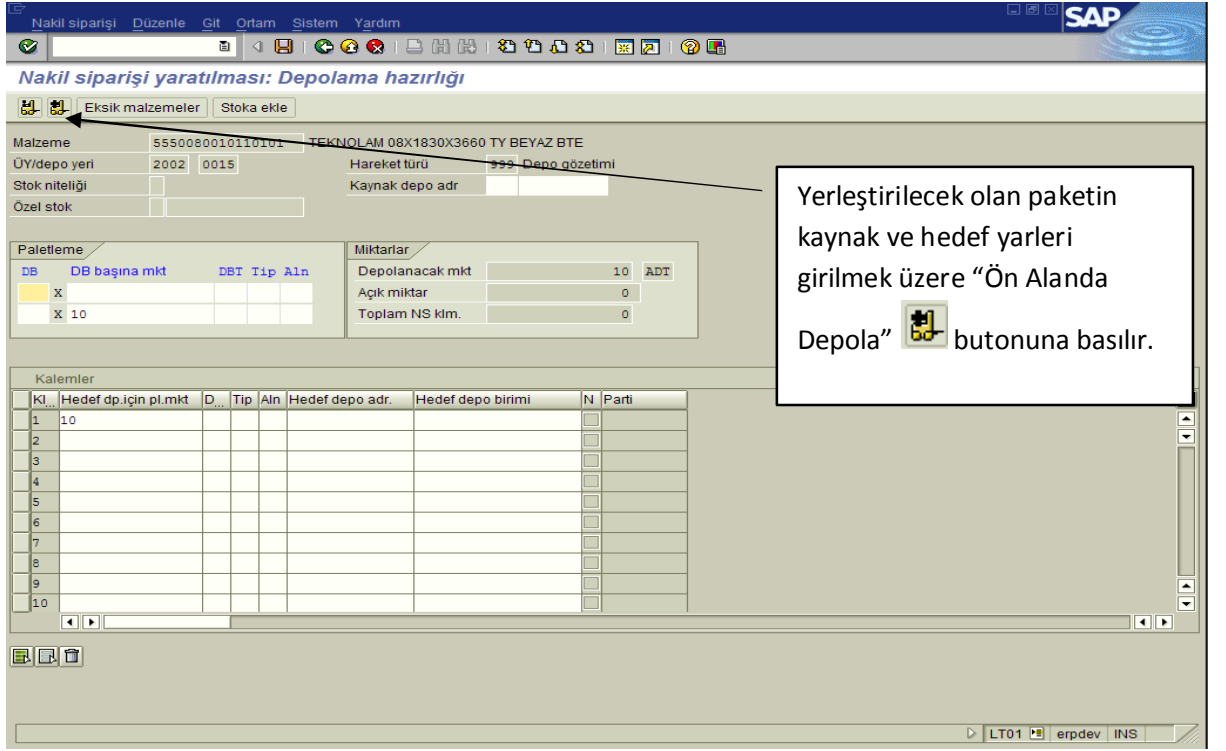 Nakil siparişi Düzenle Git Ortam Sistem Yardım
SAP
Nakil siparişi yaratılması: Depolama hazırlığı
Eksik malzemeler Stoka ekle
Malzeme 5550080010110101 TEKNOLAM 08X1830X3660 TY BEYAZ BTE
ÜY/depo yeri 2002 0015 Hareket türü 999 Depo gözetimi
Stok niteliği Kaynak depo adr
Özel stok
Yerleştirilecek olan paketin
kaynak ve hedef yarleri
girilmek üzere “Ön Alanda
Depola” butonuna basılır.
Paletleme Miktarlar
DB DB başına mkt DBT Tip Aln Depolanacak mkt 10 ADT
X Açık miktar 0
X 10 Toplam NS klm. 0
Kalemler
Kl... Hedef dp.için pl.mkt D... Tip Aln Hedef depo adr. Hedef depo birimi N Parti
1 10
2
3
4
5
6
7
8
9
10
LT01 erpdev INS